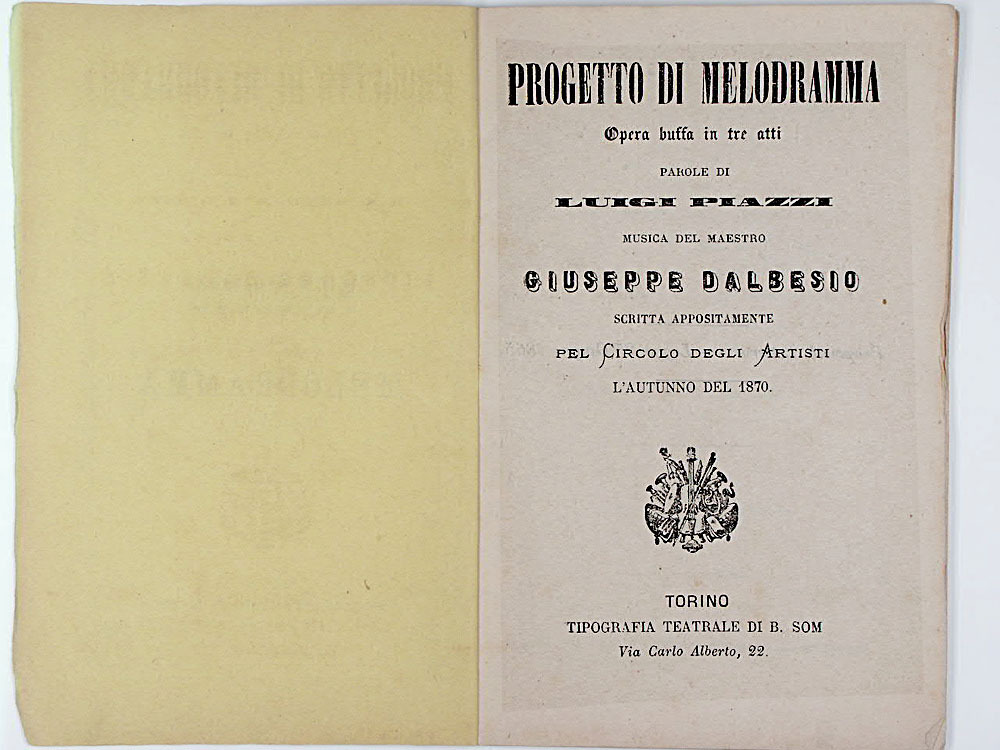 PROGETTO DI MELODRAMMA
Opera buffa in tre atti
PAROLE DI
LUIGI PIAZZI
MUSICA DEL MAESTRO
GIUSEPPE DALBESIO
SCRITTA APPOSITAMENTE
PEL CIRCOLO DEGLI ARTISTI
L'AUTUNNO DEL 1870.
TORINO
TIPOGRAFIA TEATRALE DI B. SOM
Via Carlo Alberto, 22.